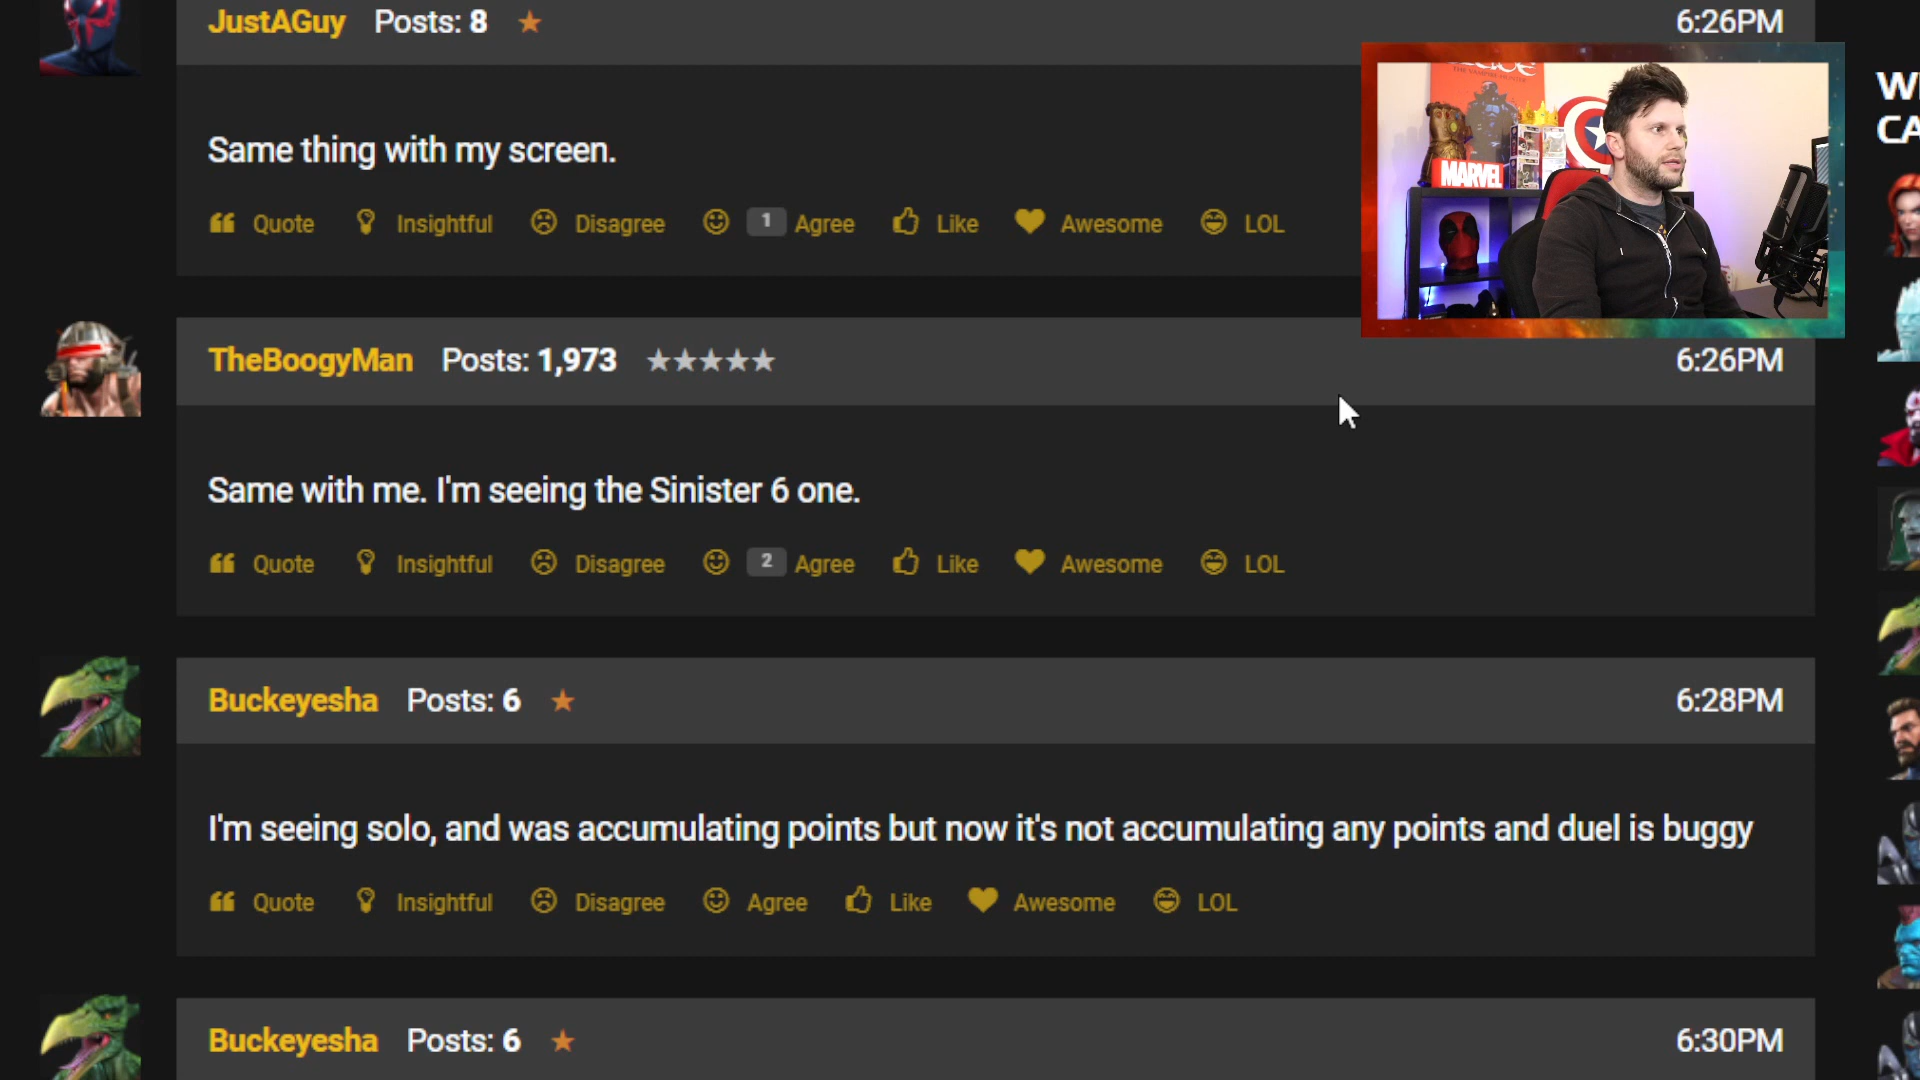 JustAGuy Posts: 8 6:26PM
Same thing with my screen.
Quote Insightful Disagree 1 Agree Like Awesome LOL
MARVEL
TheBoogyMan Posts: 1,973 6:26PM
Same with me. I'm seeing the Sinister 6 one.
Quote Insightful Disagree 2 Agree Like Awesome LOL
Buckeyesha Posts: 6 6:28PM
I'm seeing solo, and was accumulating points but now it's not accumulating any points and duel is buggy
Quote Insightful Disagree Agree Like Awesome LOL
Buckeyesha Posts: 6 6:30PM